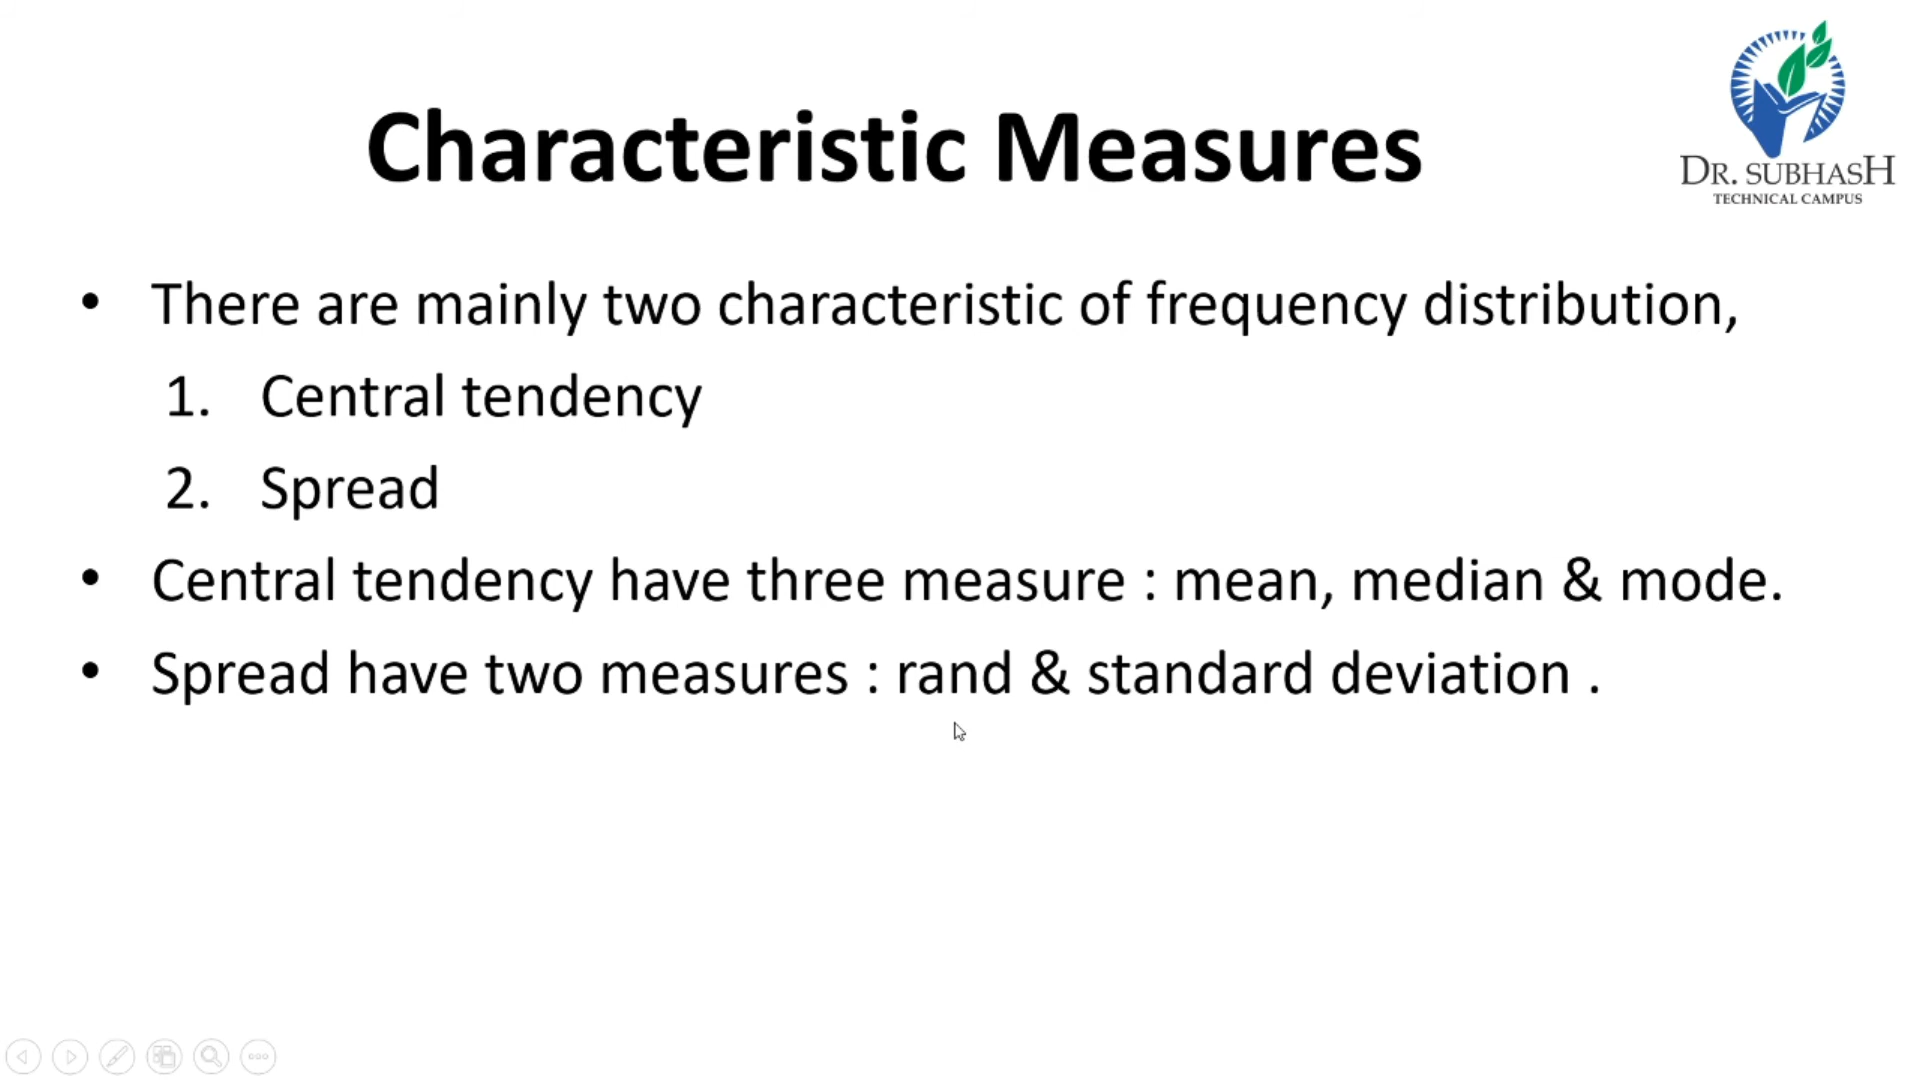 Characteristic Measures
DR. SUBHASH
TECHNICAL CAMPUS
• There are mainly two characteristic of frequency distribution,
1. Central tendency
2. Spread
• Central tendency have three measure : mean, median & mode.
• Spread have two measures : rand & standard deviation .